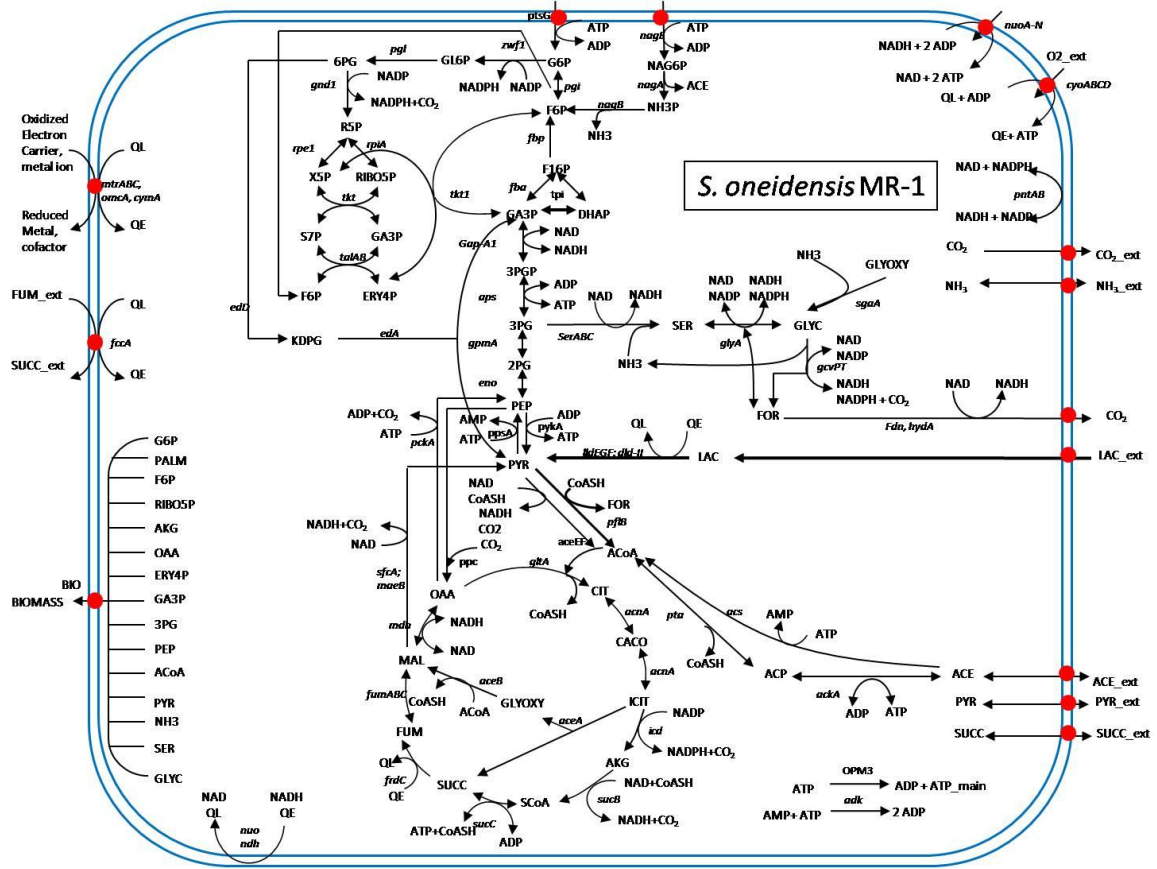 ptsG
ATP
ADP
nagE
ATP
ADP
nuoA-N
NADH + 2 ADP
NAD + 2 ATP
O2_ext
cyoABCD
QL + ADP
QE+ ATP
6PG
pgl
GL6P
zwf1
G6P
NADPH
NADP
NAG6P
nagA
ACE
gnd1
NADP
NADPH+CO2
pgi
F6P
nagB
NH3P
NH3
R5P
rpe1
rpiA
X5P
RIBO5P
fbp
F16P
fba
tpi
tkt
tkt1
GA3P
DHAP
S7P
GA3P
talAB
F6P
ERY4P
S. oneidensis MR-1
Oxidized
Electron
Carrier,
metal ion
QL
mtrABC,
omcA, cymA
Reduced
Metal,
cofactor
QE
NAD + NADPH
pntAB
NADH + NADP
CO2
CO2_ext
NH3
NH3_ext
Gap-A1
NAD
NADH
3PGP
aps
ADP
ATP
NH3
GLYOXY
sgaA
FUM_ext
QL
fccA
SUCC_ext
QE
edD
KDPG
edA
gpmA
3PG
NAD
NADH
SerABC
NH3
SER
NAD
NADP
NADH
NADPH
glyA
GLYC
NAD
NADP
gcvPT
NADH
NADPH + CO2
2PG
eno
PEP
FOR
NAD
NADH
Fdn, hydA
CO2
ADP+CO2
ATP
pckA
AMP
ATP
ppsA
ADP
pykA
ATP
QL
QE
lldEGF; dld-II
LAC
LAC_ext
PYR
NAD
CoASH
NADH
CO2
CoASH
FOR
pflB
NADH+CO2
NAD
CO2
ppc
aceEF
ACoA
sfcA;
maeB
gltA
OAA
CoASH
CIT
acnA
pta
acs
AMP
ATP
mdh
NADH
NAD
CACO
acnA
CoASH
MAL
aceB
CoASH
ACoA
GLYOXY
ICIT
ACP
ackA
ADP
ATP
ACE
ACE_ext
PYR
PYR_ext
SUCC
SUCC_ext
fumABC
FUM
aceA
NADP
icd
NADPH+CO2
QL
frdC
QE
SUCC
AKG
NAD+CoASH
sucB
NADH+CO2
SCoA
ATP+CoASH
sucC
ADP
ATP
OPM3
ADP + ATP_main
AMP+ ATP
adk
2 ADP
BIO
BIOMASS
G6P
PALM
F6P
RIBO5P
AKG
OAA
ERY4P
GA3P
3PG
PEP
ACoA
PYR
NH3
SER
GLYC
NAD
QL
NADH
QE
nuo
ndh